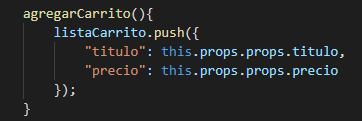 agregarCarrito(){
listaCarrito.push({
"titulo": this.props.props.titulo,
"precio": this.props.props.precio
});
}